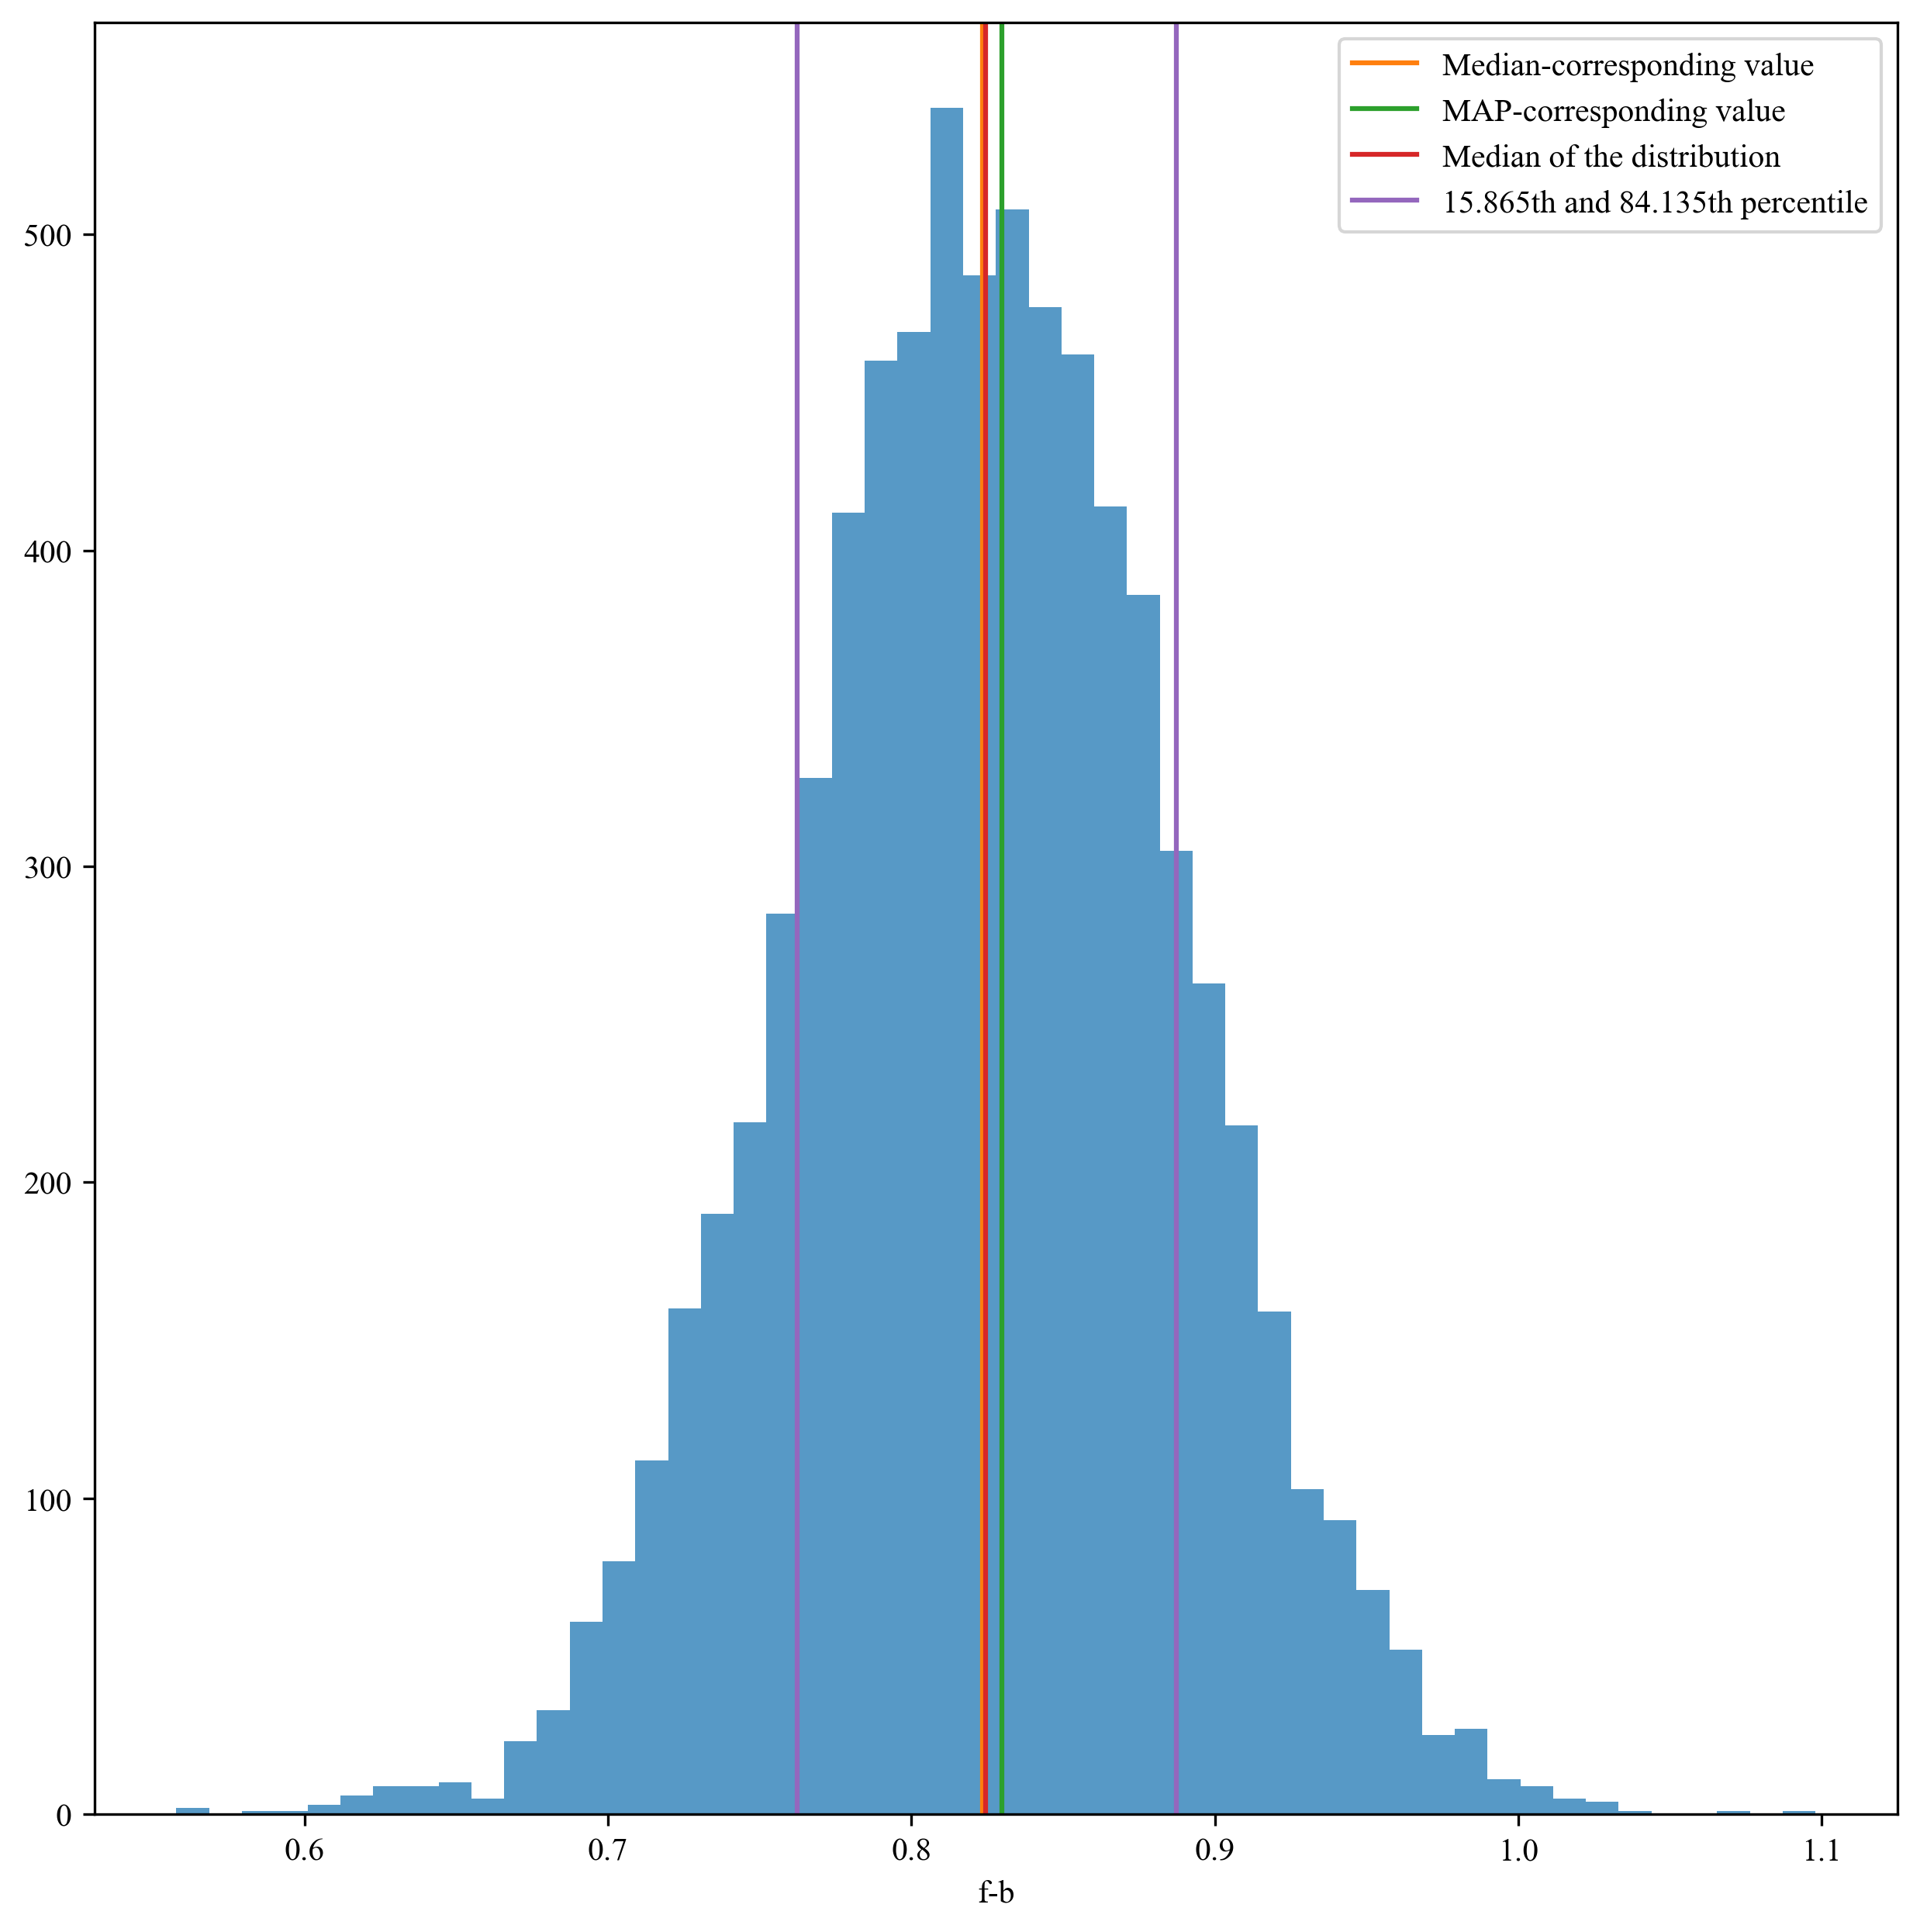 Median-corresponding value
MAP-corresponding value
Median of the distribution
15.865th and 84.135th percentile
500
400
300
200
100
0
0.6 0.7 0.8 0.9 1.0 1.1
f-b